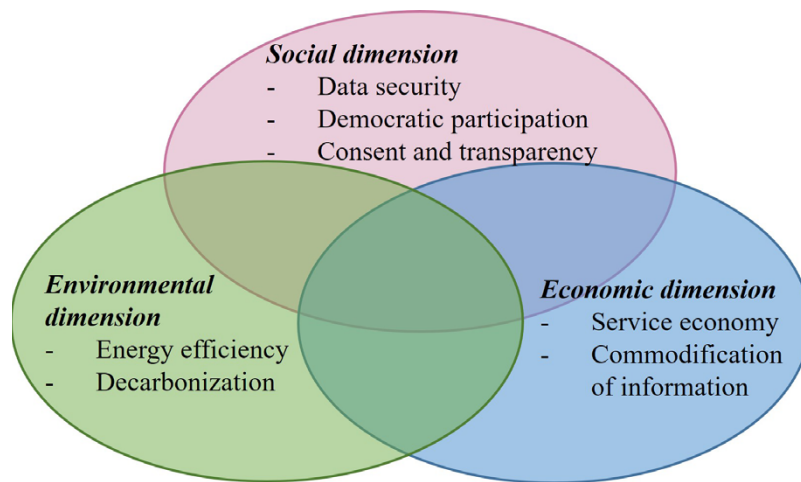 Social dimension
- Data security
- Democratic participation
- Consent and transparency
Environmental
dimension
- Energy efficiency
- Decarbonization
Economic dimension
- Service economy
- Commodification
of information